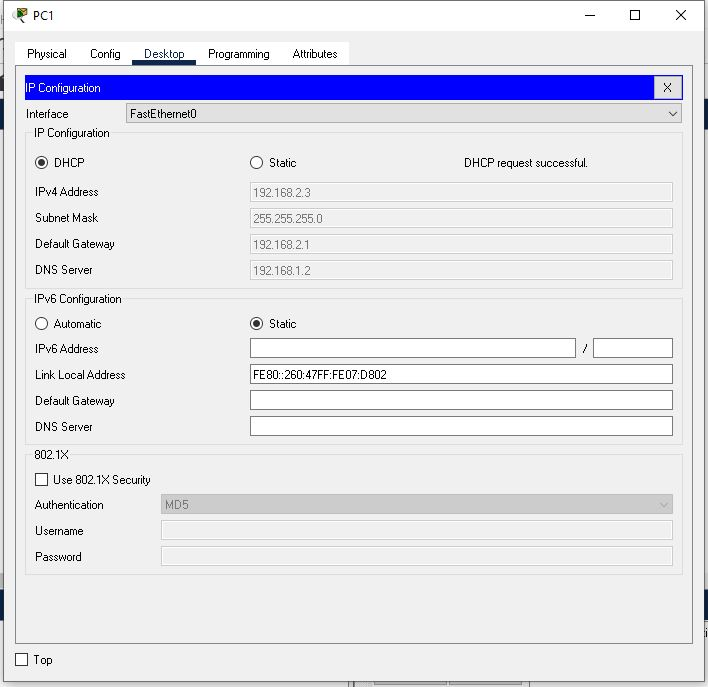 PC1
Physical Config Desktop Programming Attributes
IP Configuration X
Interface FastEthernet0
IP Configuration
DHCP Static DHCP request successful.
IPv4 Address 192.168.2.3
Subnet Mask 255.255.255.0
Default Gateway 192.168.2.1
DNS Server 192.168.1.2
IPv6 Configuration
Automatic Static
IPv6 Address /
Link Local Address FE80::260:47FF:FE07:D802
Default Gateway
DNS Server
802.1X
Use 802.1X Security
Authentication MD5
Username
Password
Top